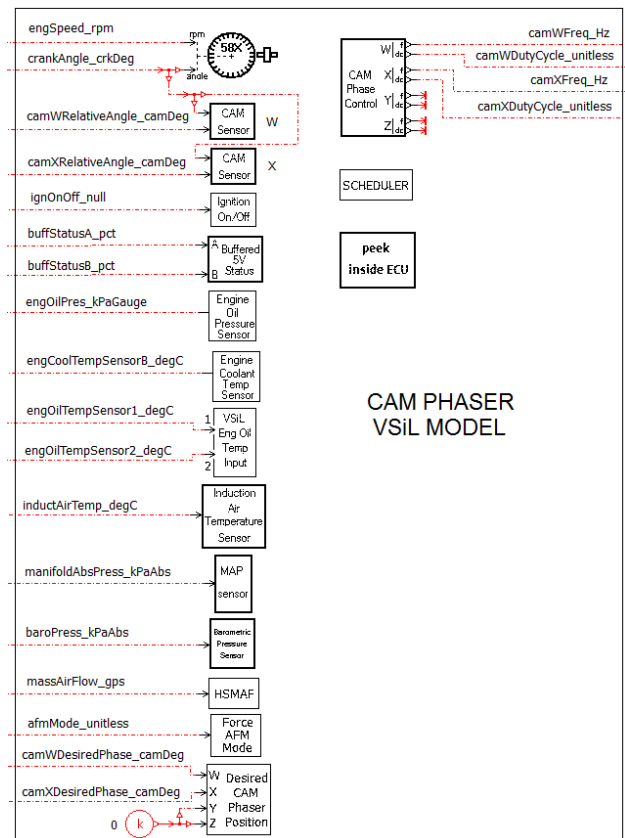 engSpeed_rpm
rpm
58X
-+
crankAngle_crkDeg
angle
camWRelativeAngle_camDeg
CAM
Sensor
W
camXRelativeAngle_camDeg
CAM
Sensor
X
ignOnOff_null
Ignition
On/Off
buffStatusA_pct
A Buffered
5V
Status
buffStatusB_pct
B
engOilPres_kPaGauge
Engine
Oil
Pressure
Sensor
engCoolTempSensorB_degC
Engine
Coolant
Temp
Sensor
engOilTempSensor1_degC
1 VSiL
Eng Oil
Temp
Input
engOilTempSensor2_degC
2
inductAirTemp_degC
Induction
Air
Temperature
Sensor
manifoldAbsPress_kPaAbs
MAP
sensor
baroPress_kPaAbs
Barometric
Pressure
Sensor
massAirFlow_gps
HSMAF
afmMode_unitless
Force
AFM
Mode
camWDesiredPhase_camDeg
W Desired
camXDesiredPhase_camDeg
X CAM
Y Phaser
0 k
Z Position
CAM
Phase
Control
W f
dc
X f
dc
Y f
dc
Z f
dc
camWFreq_Hz
camWDutyCycle_unitless
camXFreq_Hz
camXDutyCycle_unitless
SCHEDULER
peek
inside ECU
CAM PHASER
VSiL MODEL